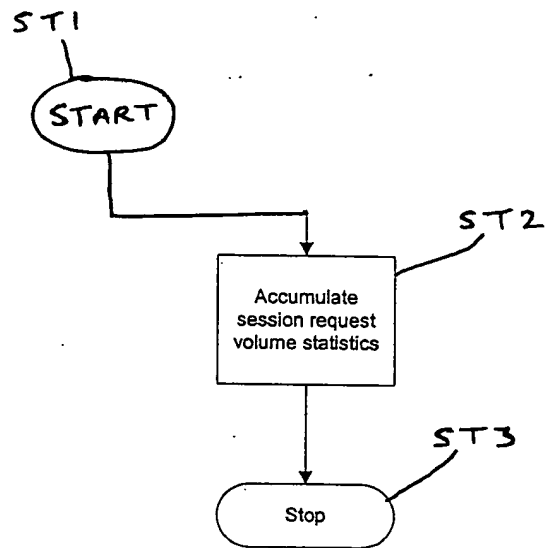 ST1
START
ST2
Accumulate
session request
volume statistics
ST3
Stop